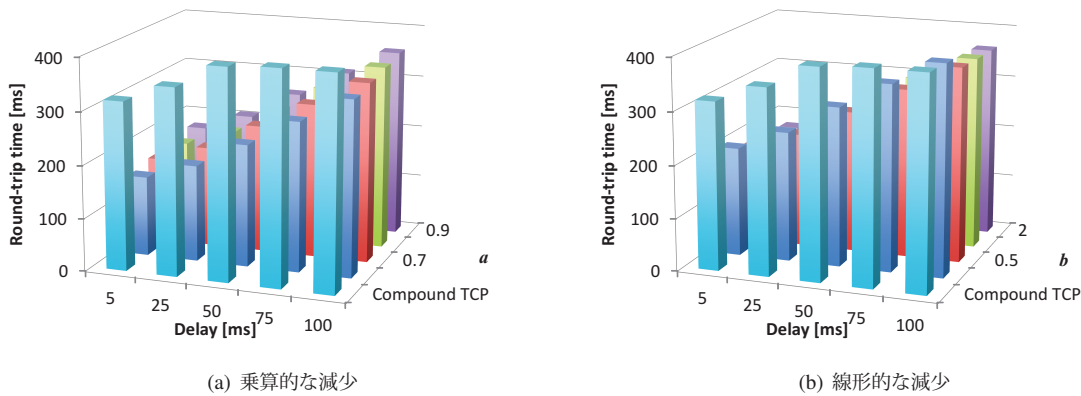 400
300
200
100
0
Round-trip time [ms]
5
25
50
75
100
Delay [ms]
0.9
0.7
Compound TCP
a
(a) 乗算的な減少
400
300
200
100
0
Round-trip time [ms]
5
25
50
75
100
Delay [ms]
2
0.5
Compound TCP
b
(b) 線形的な減少